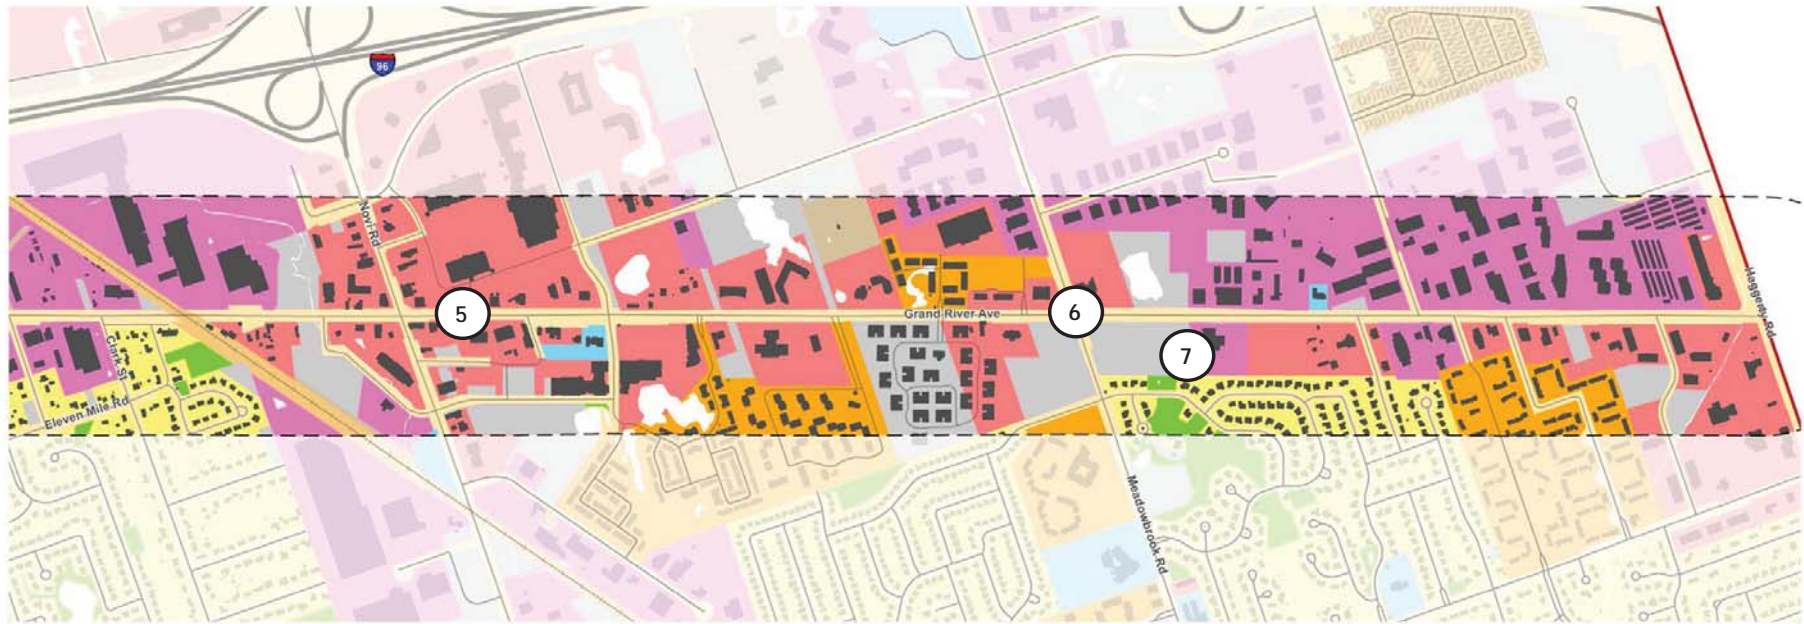 96
Novi Rd
Haggerty Rd
5
6
Grand River Ave
7
Clark St
Eleven Mile Rd
Meadowbrook Rd